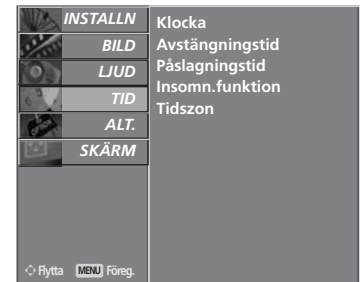 INSTALLN
BILD
LJUD
TID
ALT.
SKÄRM
Klocka
Avstängningstid
Påslagningstid
Insomn.funktion
Tidszon
Flytta MENU Föreg.